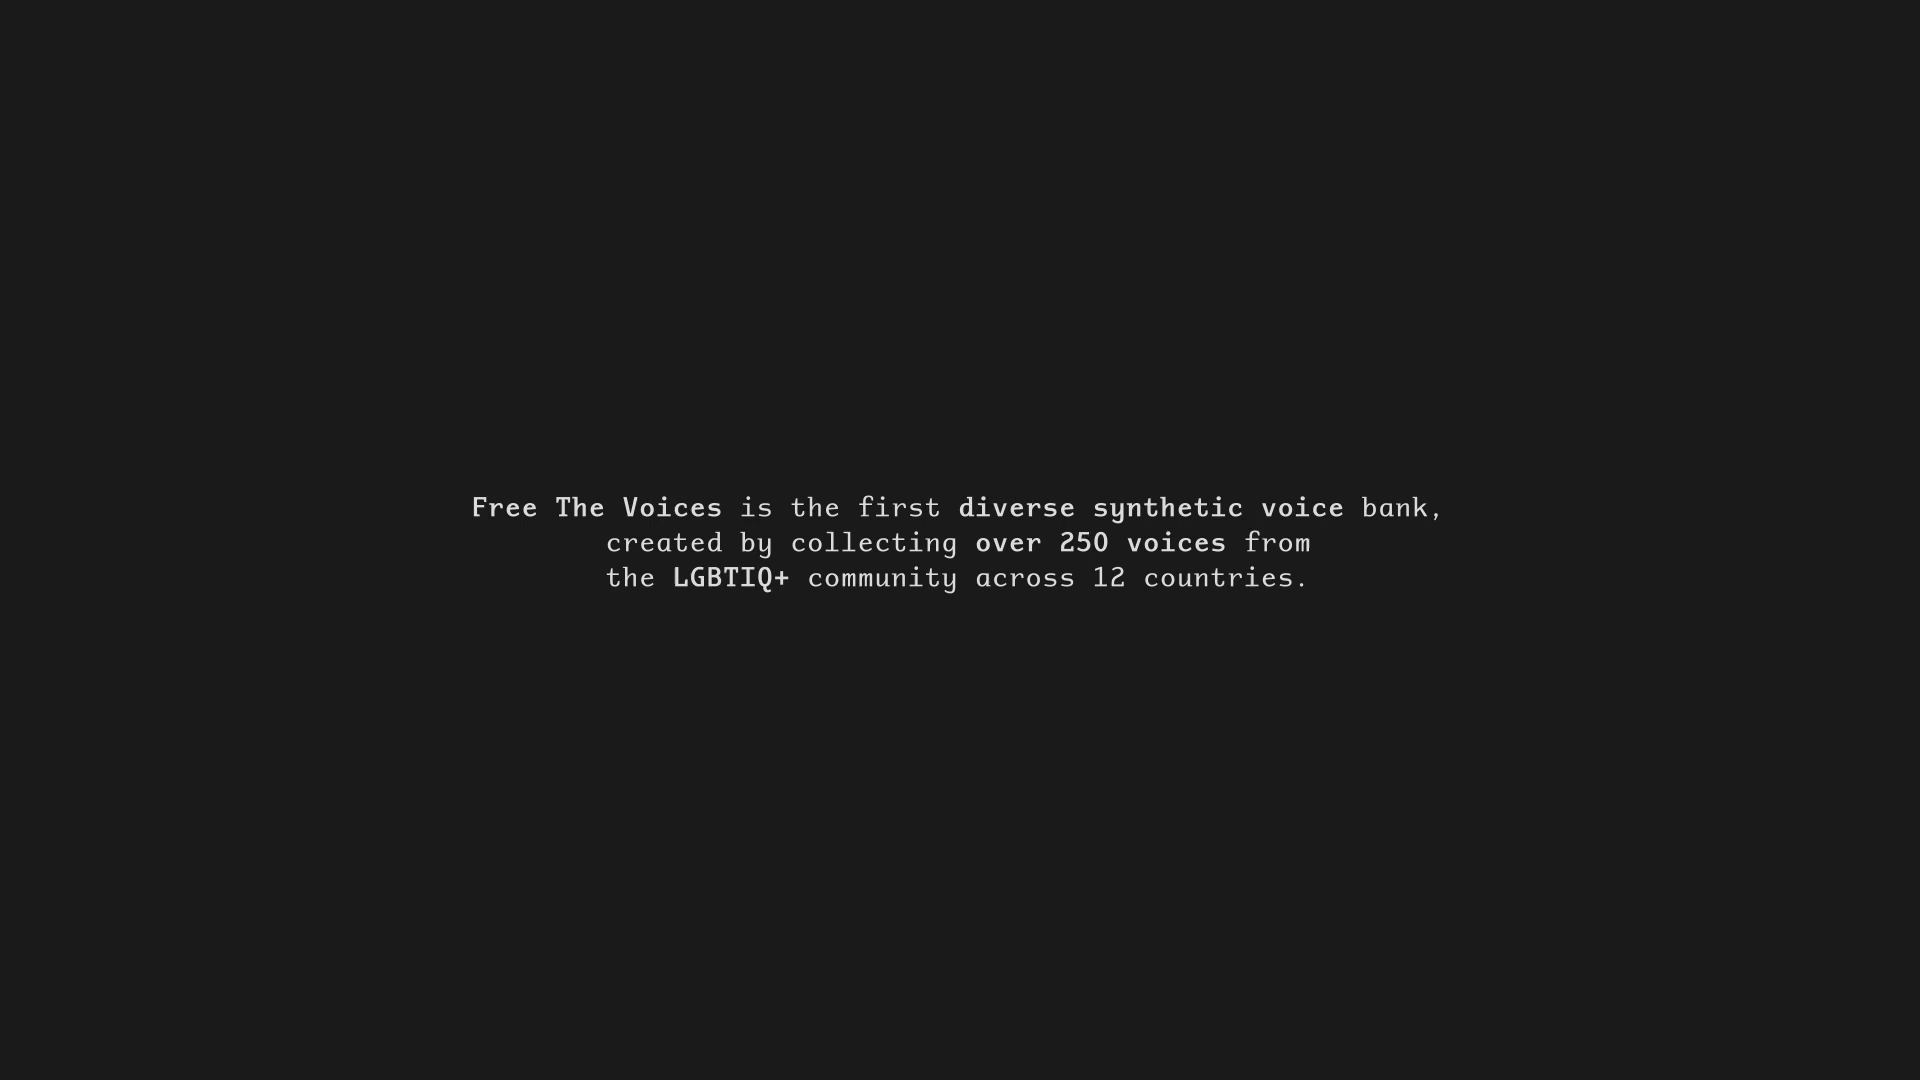 Free The Voices is the first diverse synthetic voice bank,
created by collecting over 250 voices from
the LGBTIQ+ community across 12 countries.